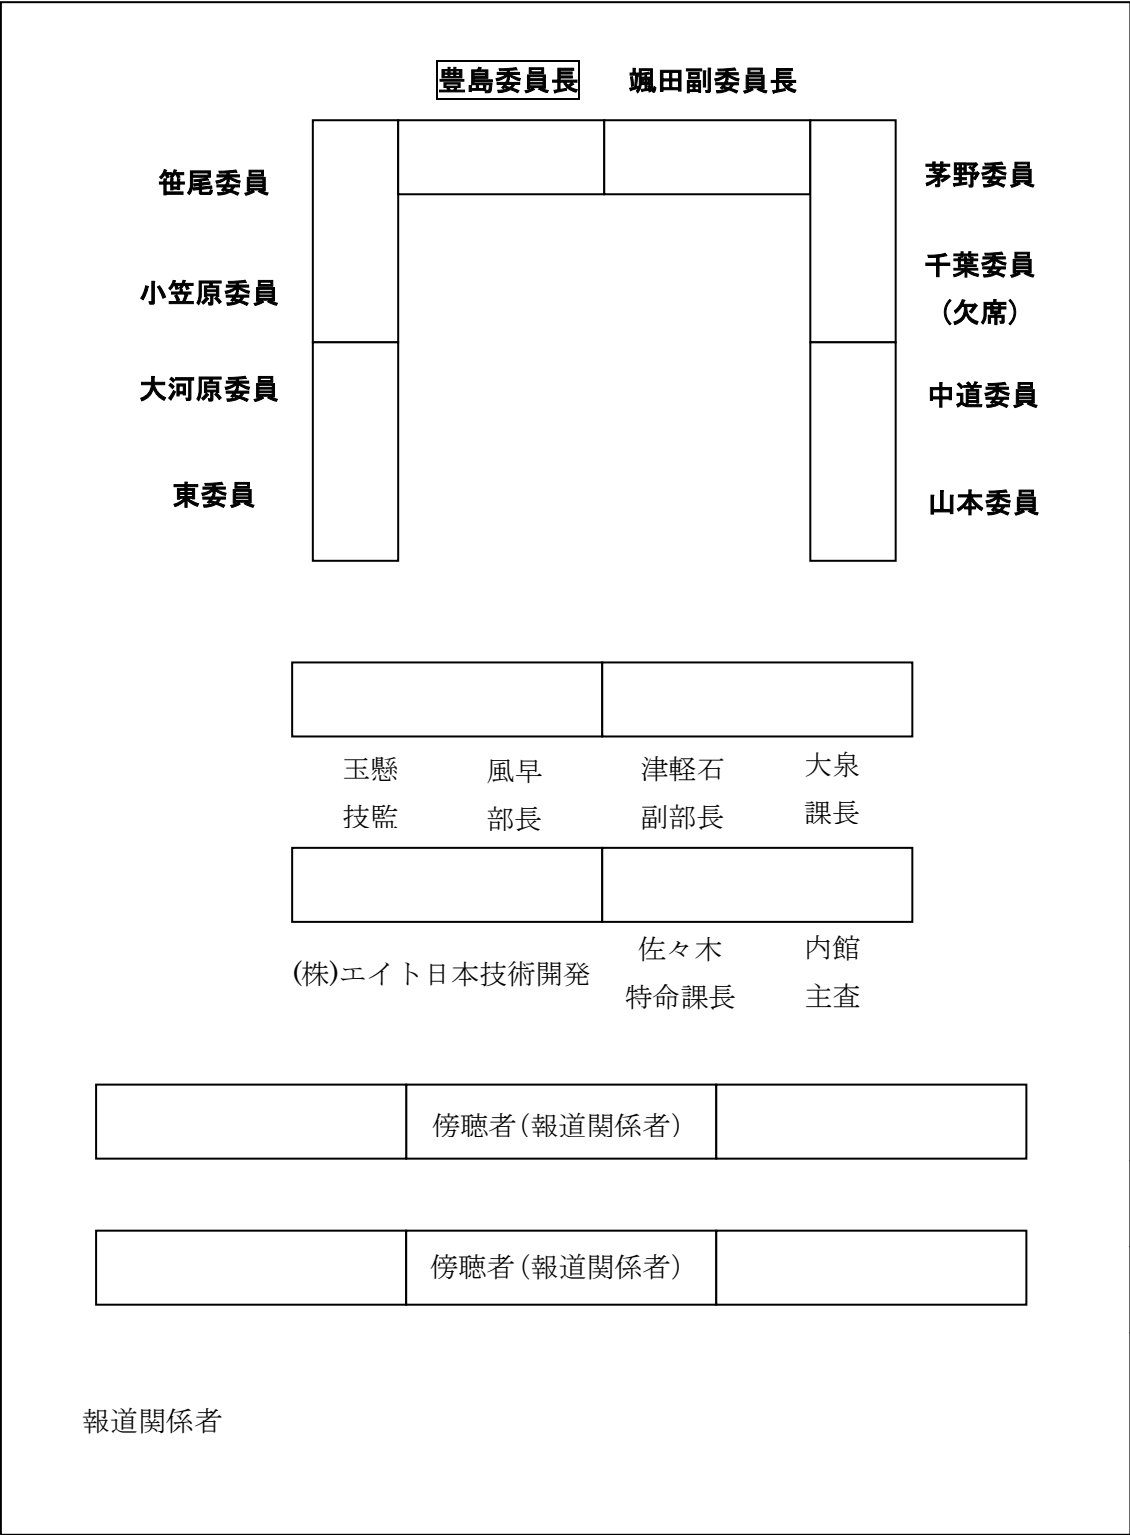 豊島委員長 颯田副委員長
笹尾委員
茅野委員
小笠原委員
千葉委員
（欠席）
大河原委員
中道委員
東委員
山本委員
玉懸 風早 津軽石 大泉
技監 部長 副部長 課長
佐々木 内館
(株)エイト日本技術開発
特命課長 主査
傍聴者（報道関係者）
傍聴者（報道関係者）
報道関係者